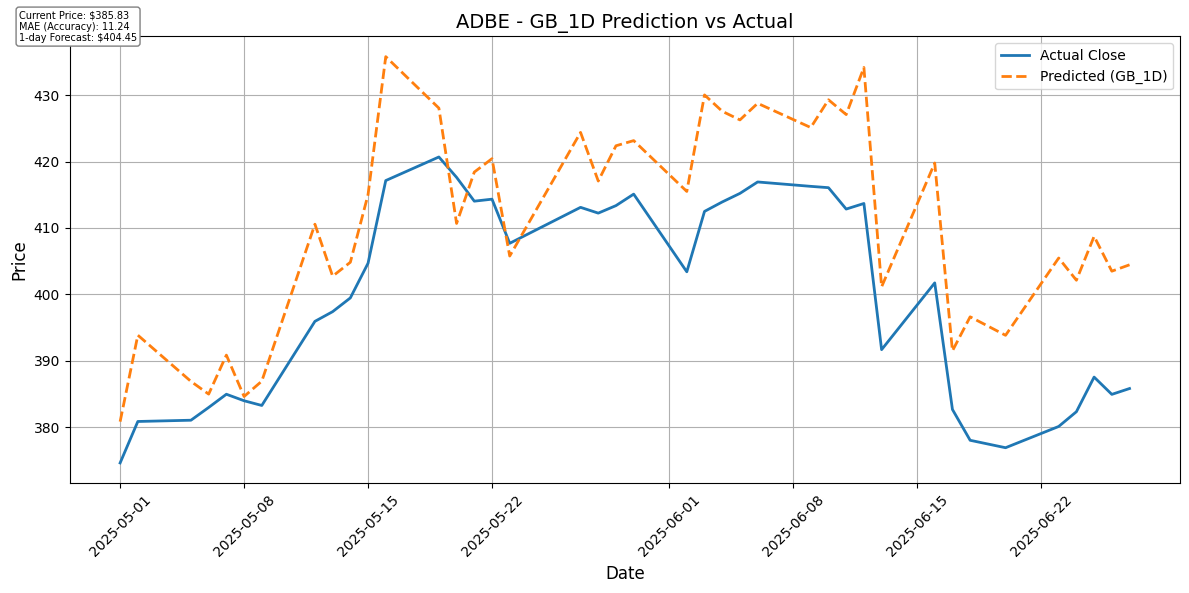 Current Price: $385.83
MAE (Accuracy): 11.24
1-day Forecast: $404.45
ADBE - GB_1D Prediction vs Actual
Actual Close
Predicted (GB_1D)
Price
430
420
410
400
390
380
2025-05-01
2025-05-08
2025-05-15
2025-05-22
2025-06-01
2025-06-08
2025-06-15
2025-06-22
Date